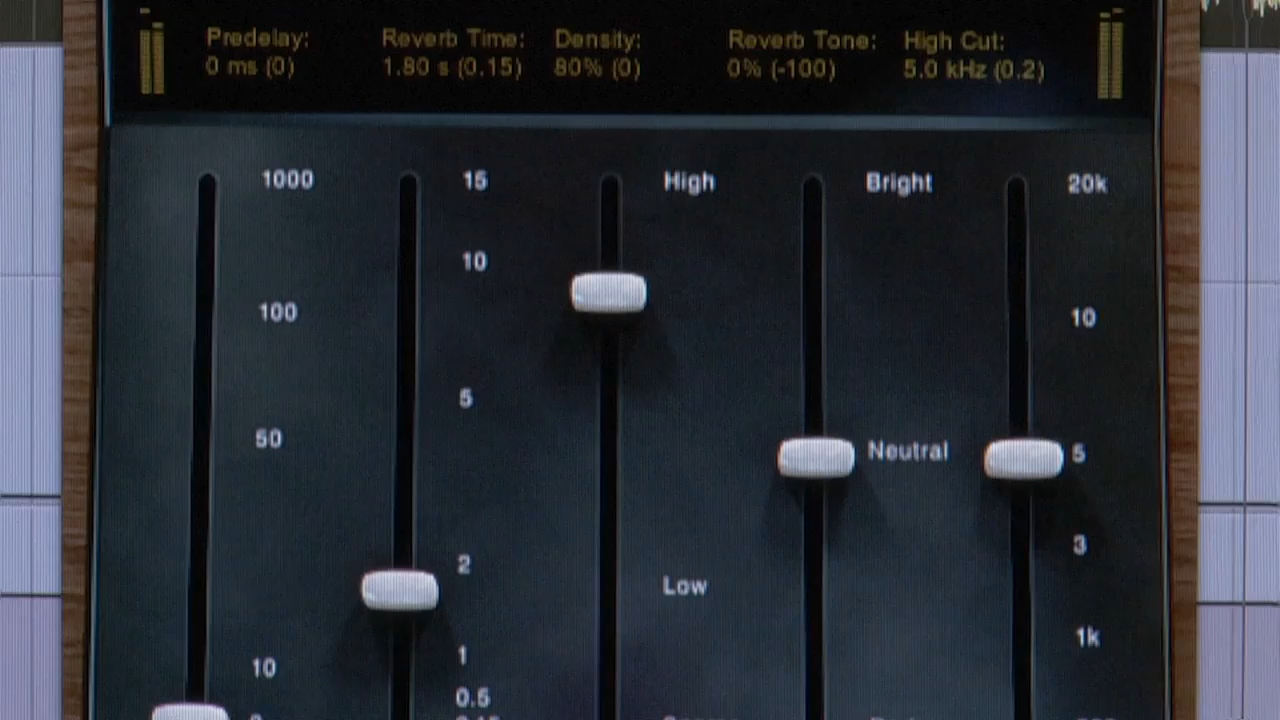 Predelay: Reverb Time: Density: Reverb Tone: High Cut:
0 ms (0) 1.80 s (0.15) 80% (0) 0% (-100) 5.0 kHz (0.2)
1000 15 High Bright 20k
10
100 10
5
50 Neutral 5
2 3
Low
1 1k
10
0.5